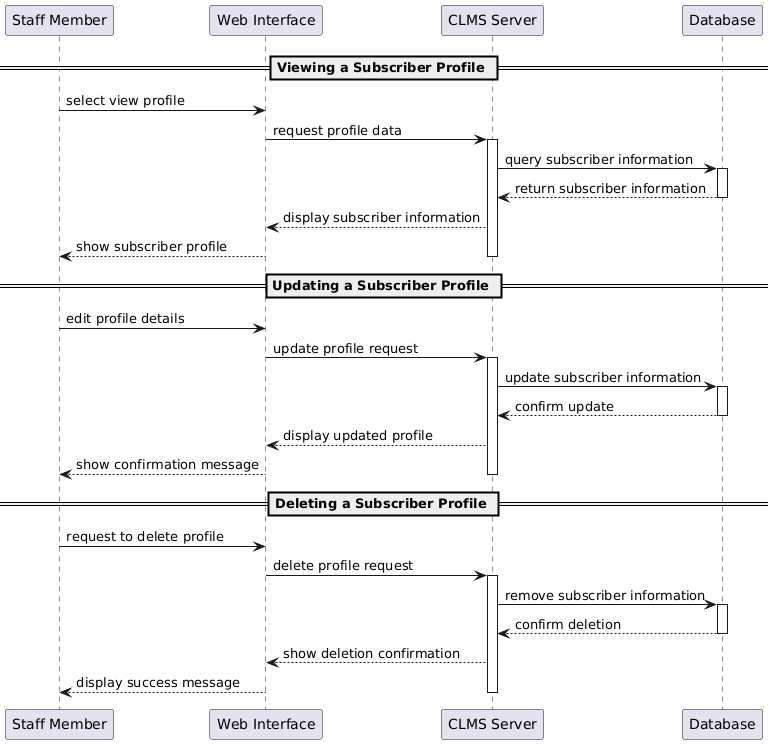 Staff Member Web Interface CLMS Server Database
Viewing a Subscriber Profile
select view profile
request profile data
query subscriber information
return subscriber information
display subscriber information
show subscriber profile
Updating a Subscriber Profile
edit profile details
update profile request
update subscriber information
confirm update
display updated profile
show confirmation message
Deleting a Subscriber Profile
request to delete profile
delete profile request
remove subscriber information
confirm deletion
show deletion confirmation
display success message
Staff Member Web Interface CLMS Server Database